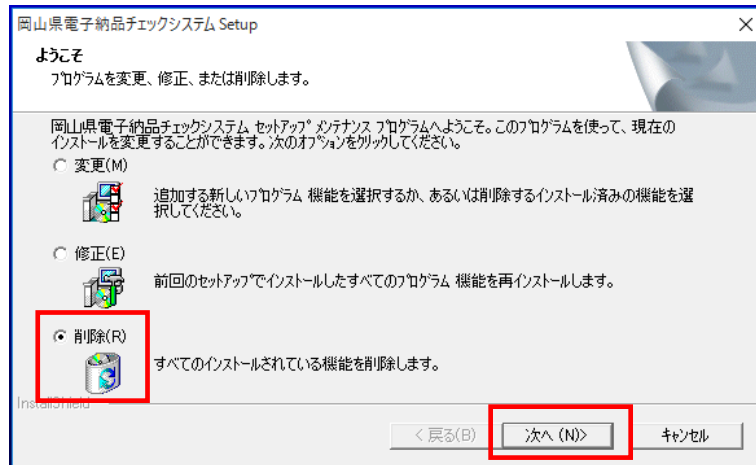 岡山県電子納品チェックシステム Setup
ようこそ
プログラムを変更、修正、または削除します。
岡山県電子納品チェックシステム セットアップ メンテナンス プログラムへようこそ。このプログラムを使って、現在の
インストールを変更することができます。次のオプションをクリックしてください。
変更(M)
追加する新しいプログラム 機能を選択するか、あるいは削除するインストール済みの機能を選
択してください。
修正(E)
前回のセットアップでインストールしたすべてのプログラム 機能を再インストールします。
削除(R)
すべてのインストールされている機能を削除します。
InstallShield
< 戻る(B)
次へ (N)>
キャンセル